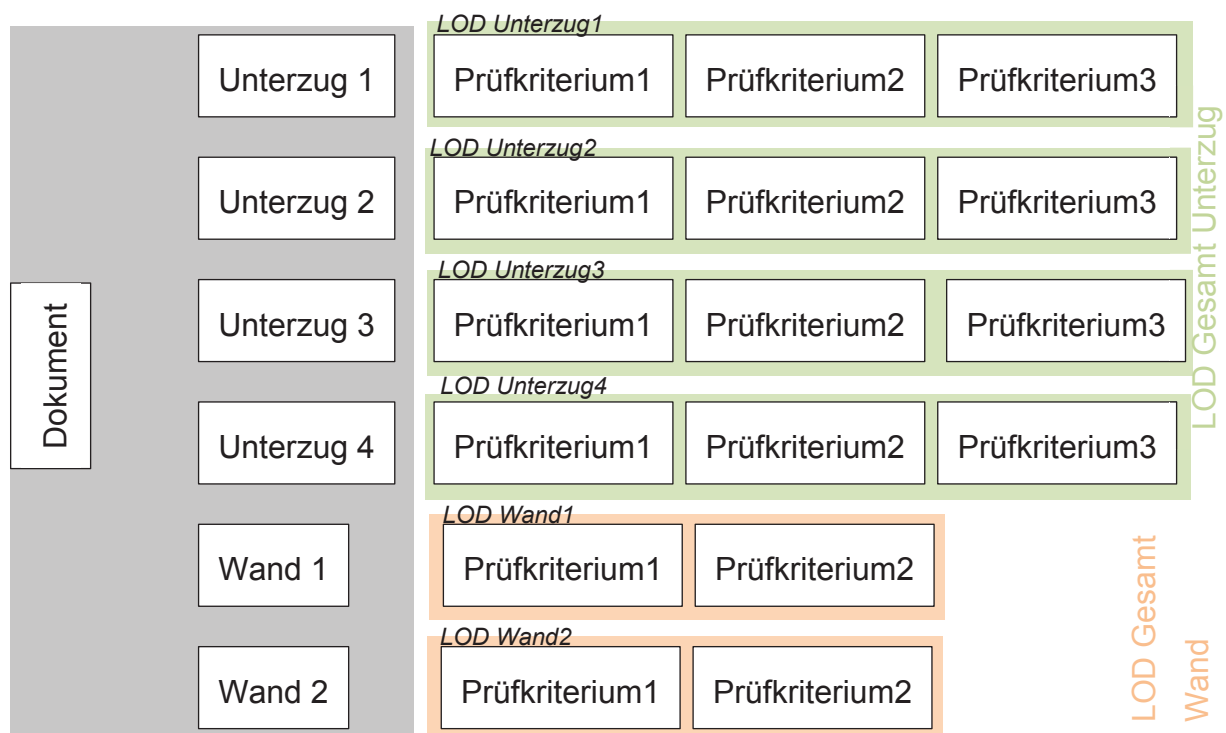 LOD Unterzug1
Unterzug 1 Prüfkriterium1 Prüfkriterium2 Prüfkriterium3
LOD Unterzug2
Unterzug 2 Prüfkriterium1 Prüfkriterium2 Prüfkriterium3
LOD Unterzug3
Unterzug 3 Prüfkriterium1 Prüfkriterium2 Prüfkriterium3
LOD Unterzug4
Unterzug 4 Prüfkriterium1 Prüfkriterium2 Prüfkriterium3
LOD Wand1
Wand 1 Prüfkriterium1 Prüfkriterium2
LOD Wand2
Wand 2 Prüfkriterium1 Prüfkriterium2
Dokument
LOD Gesamt Unterzug
LOD Gesamt
Wand